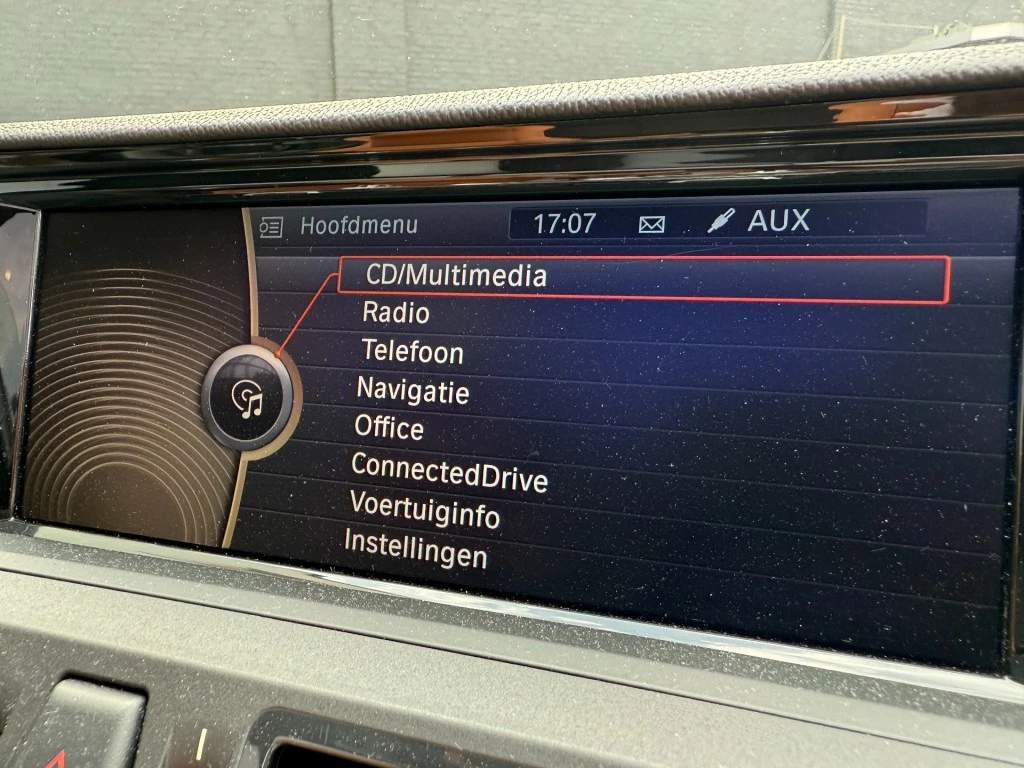 Hoofdmenu 17:07 AUX
CD/Multimedia
Radio
Telefoon
Navigatie
Office
ConnectedDrive
Voertuiginfo
Instellingen